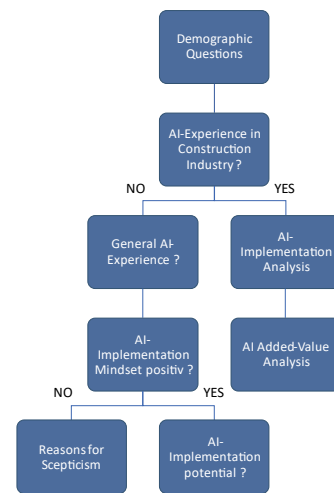 Demographic
Questions
AI-Experience in
Construction
Industry ?
NO
YES
General AI-
Experience ?
AI-
Implementation
Analysis
AI-
Implementation
Mindset positiv ?
AI Added-Value
Analysis
NO
YES
Reasons for
Scepticism
AI-
Implementation
potential ?